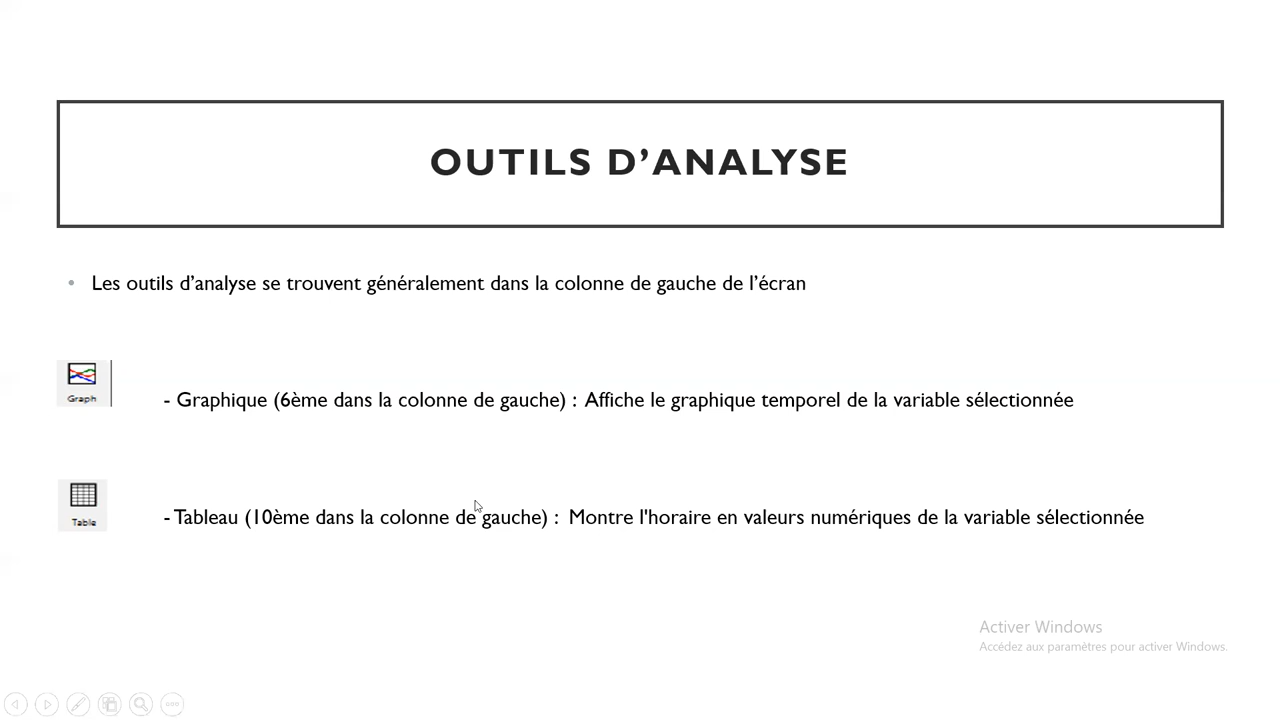 OUTILS D’ANALYSE
• Les outils d’analyse se trouvent généralement dans la colonne de gauche de l’écran
Graph
- Graphique (6ème dans la colonne de gauche) : Affiche le graphique temporel de la variable sélectionnée
Table
- Tableau (10ème dans la colonne de gauche) : Montre l'horaire en valeurs numériques de la variable sélectionnée
Activer Windows
Accédez aux paramètres pour activer Windows.